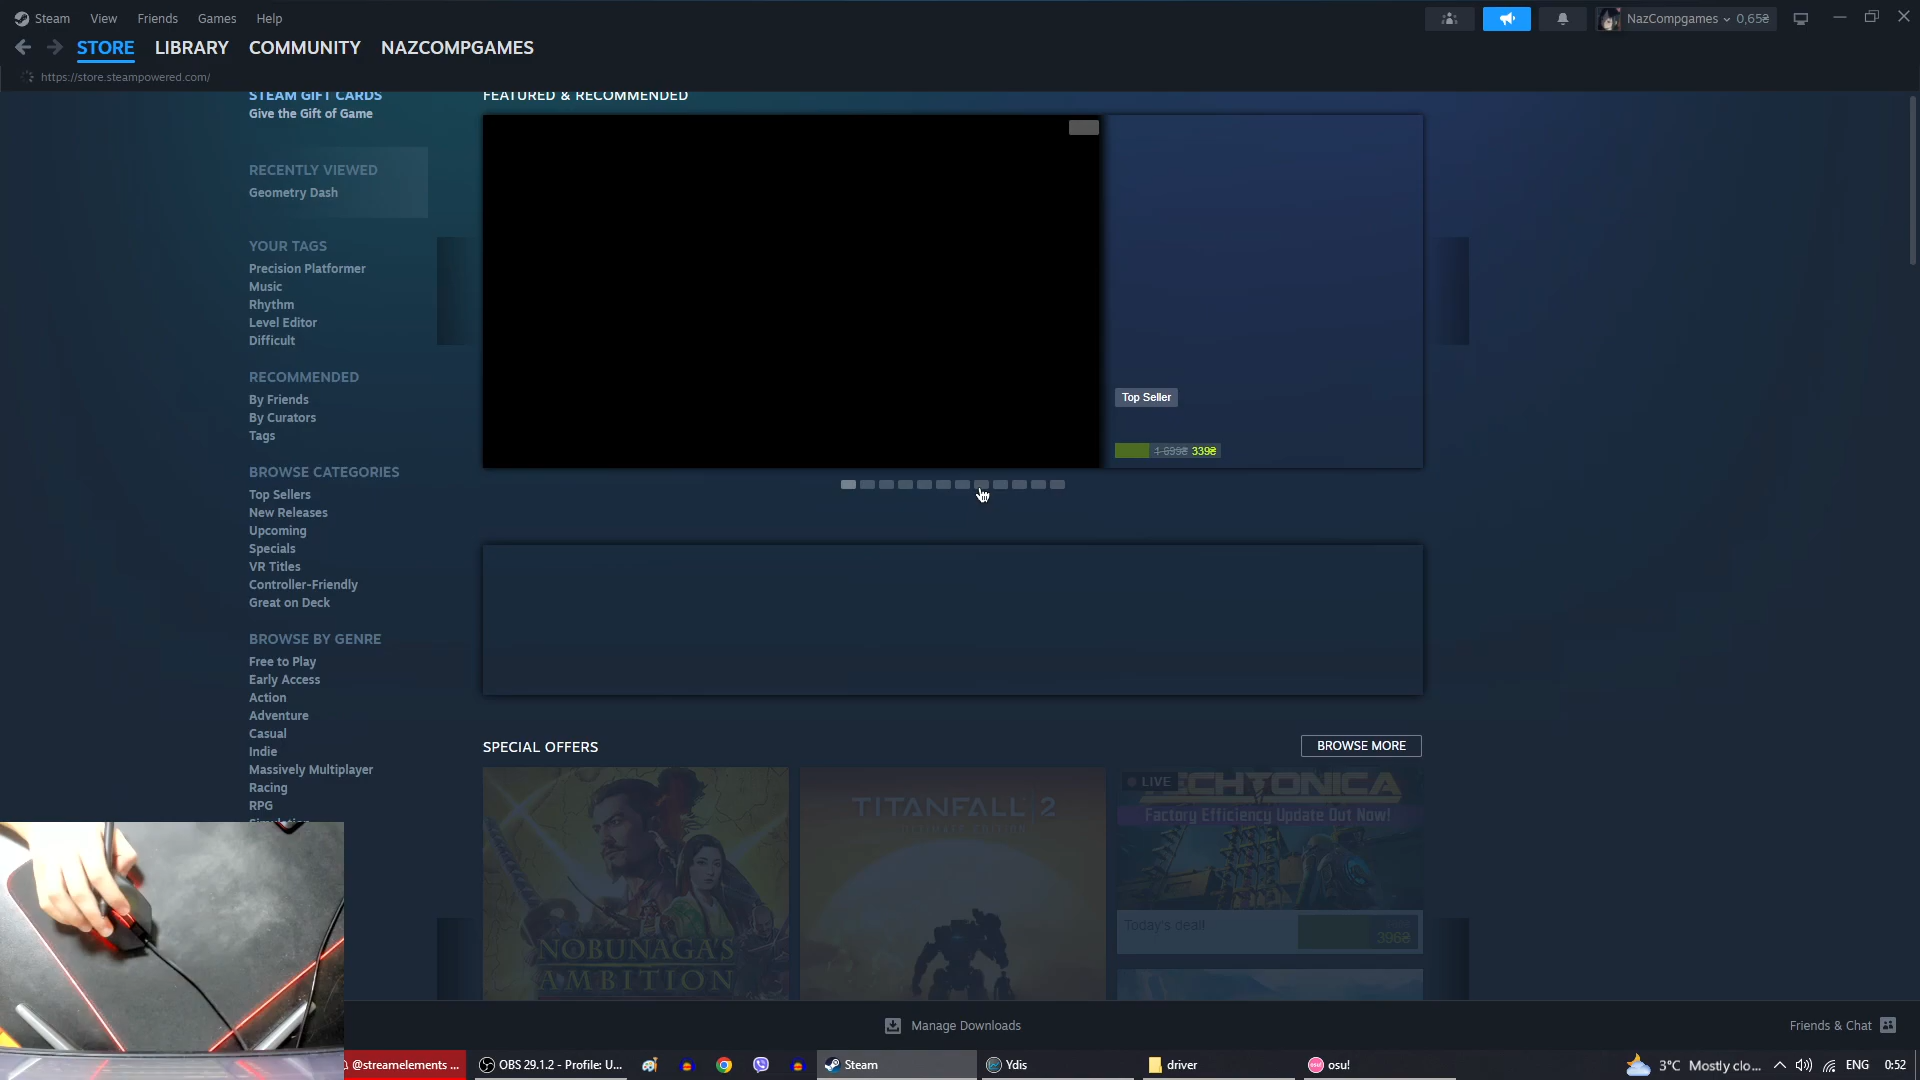 Steam View Friends Games Help
NazCompgames 0,65₴
STORE LIBRARY COMMUNITY NAZCOMPGAMES
https://store.steampowered.com/
STEAM GIFT CARDS
Give the Gift of Game
RECENTLY VIEWED
Geometry Dash
YOUR TAGS
Precision Platformer
Music
Rhythm
Level Editor
Difficult
RECOMMENDED
By Friends
By Curators
Tags
BROWSE CATEGORIES
Top Sellers
New Releases
Upcoming
Specials
VR Titles
Controller-Friendly
Great on Deck
BROWSE BY GENRE
Free to Play
Early Access
Action
Adventure
Casual
Indie
Massively Multiplayer
Racing
RPG
FEATURED & RECOMMENDED
Top Seller
1 699₴ 339₴
SPECIAL OFFERS
BROWSE MORE
NOBUNAGA'S
AMBITION
TITANFALL 2
ULTIMATE EDITION
LIVE
TECHTONICA
Factory Efficiency Update Out Now!
Today's deal!
396₴
Manage Downloads
Friends & Chat
@streamelements ...
OBS 29.1.2 - Profile: U...
Steam
Ydis
driver
osu!
3°C Mostly clo...
ENG
0:52